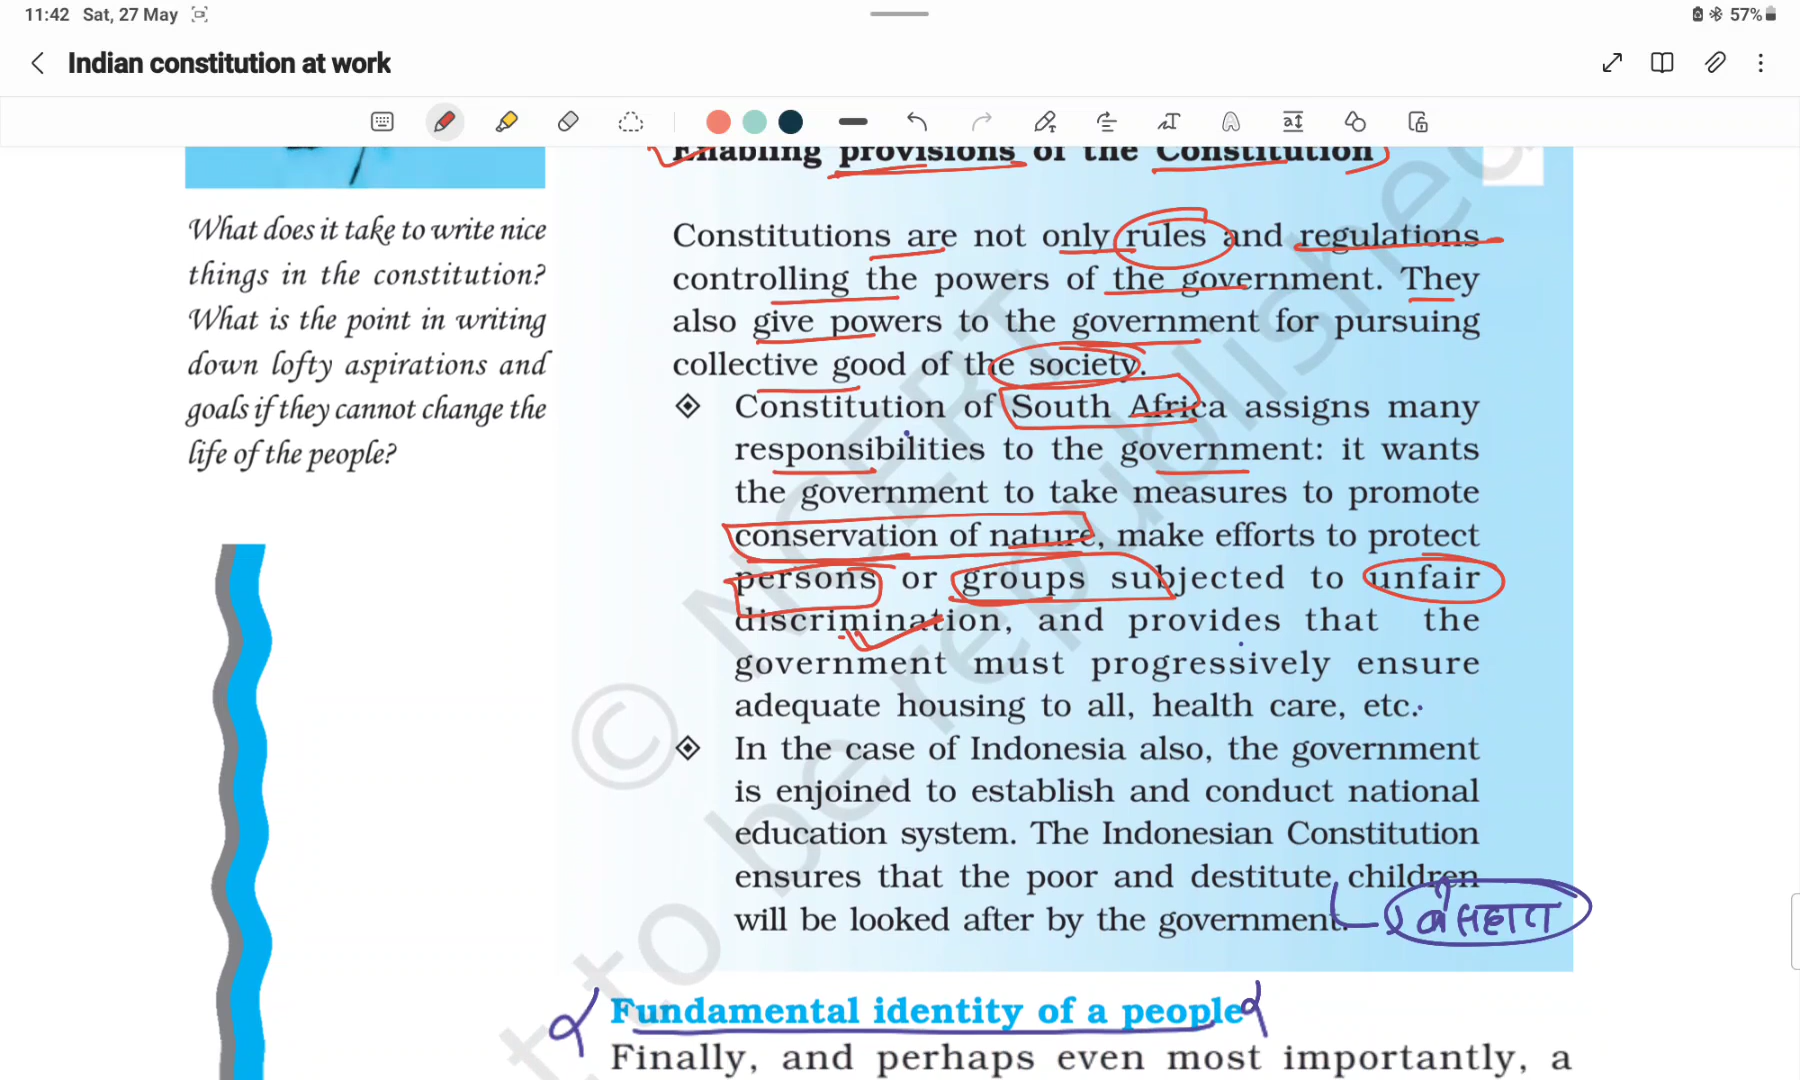 11:42 Sat, 27 May 57%
Indian constitution at work
Enabling provisions of the Constitution
What does it take to write nice
things in the constitution?
What is the point in writing
down lofty aspirations and
goals if they cannot change the
life of the people?
Constitutions are not only rules and regulations
controlling the powers of the government. They
also give powers to the government for pursuing
collective good of the society.
Constitution of South Africa assigns many
responsibilities to the government: it wants
the government to take measures to promote
conservation of nature, make efforts to protect
persons or groups subjected to unfair
discrimination, and provides that the
government must progressively ensure
adequate housing to all, health care, etc.
In the case of Indonesia also, the government
is enjoined to establish and conduct national
education system. The Indonesian Constitution
ensures that the poor and destitute children
will be looked after by the government.
© NCERT
to be republished
Fundamental identity of a people
Finally, and perhaps even most importantly, a